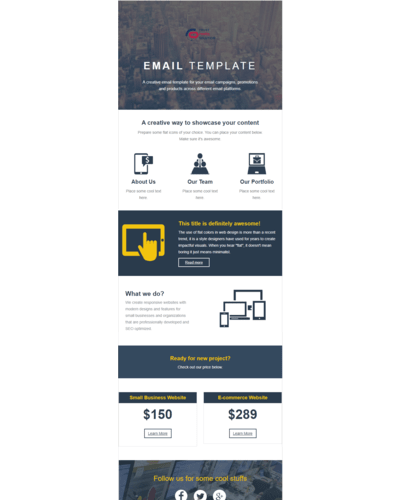 EMAIL TEMPLATE
A creative email template for your email campaigns, promotions
and products across different email platforms.
A creative way to showcase your content
Prepare some flat icons of your choice. You can place your content below.
Make sure it's awesome.
About Us
Our Team
Our Portfolio
Place some cool text
here.
Place some cool text
here.
Place some cool text
here.
This title is definitely awesome!
The use of flat colors in web design is more than a recent
trend, it is a style designers have used for years to create
impactful visuals. When you hear "flat", it doesn't mean
boring it just means minimalist.
Read more
What we do?
We create responsive websites with
modern designs and features for
small businesses and organizations
that are professionally developed and
SEO optimized.
Ready for new project?
Check out our price below.
Small Business Website
$150
Learn More
E-commerce Website
$289
Learn More
Follow us for some cool stuffs